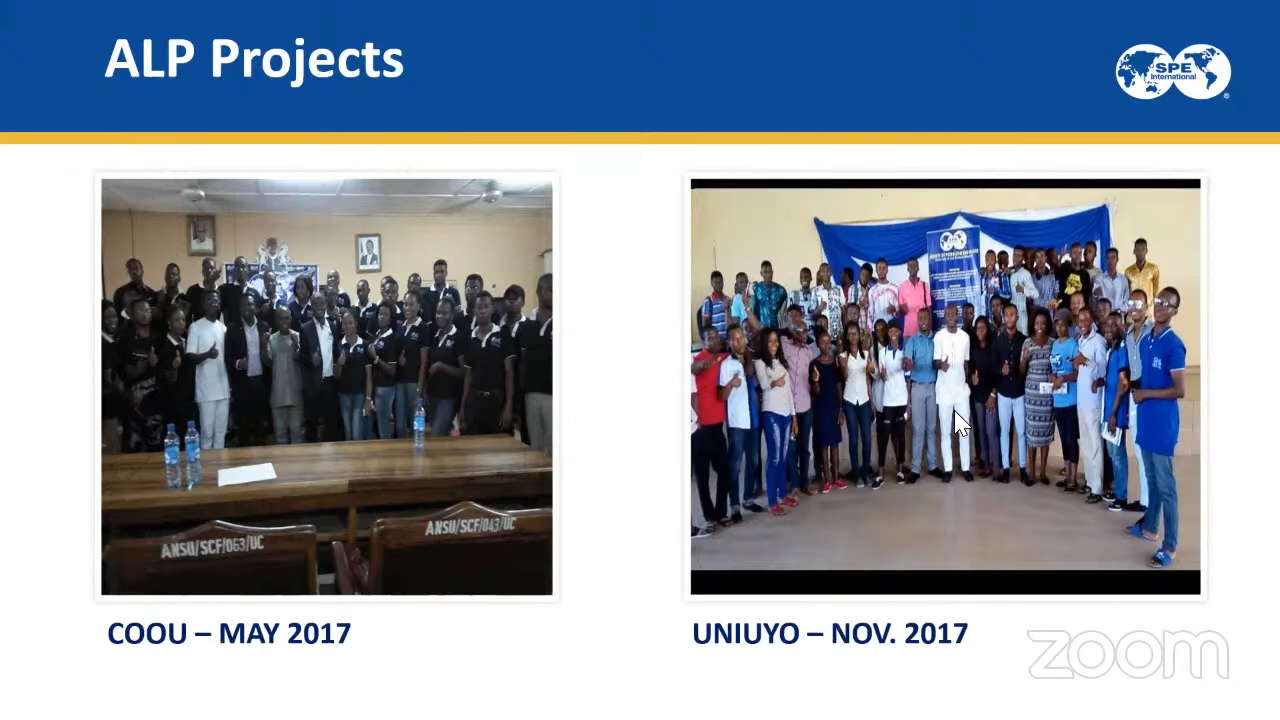 ALP Projects
SPE
International
ANSU/SCF/063/UC
ANSU/SCF/043/UC
COOU – MAY 2017
UNIUYO – NOV. 2017
zoom